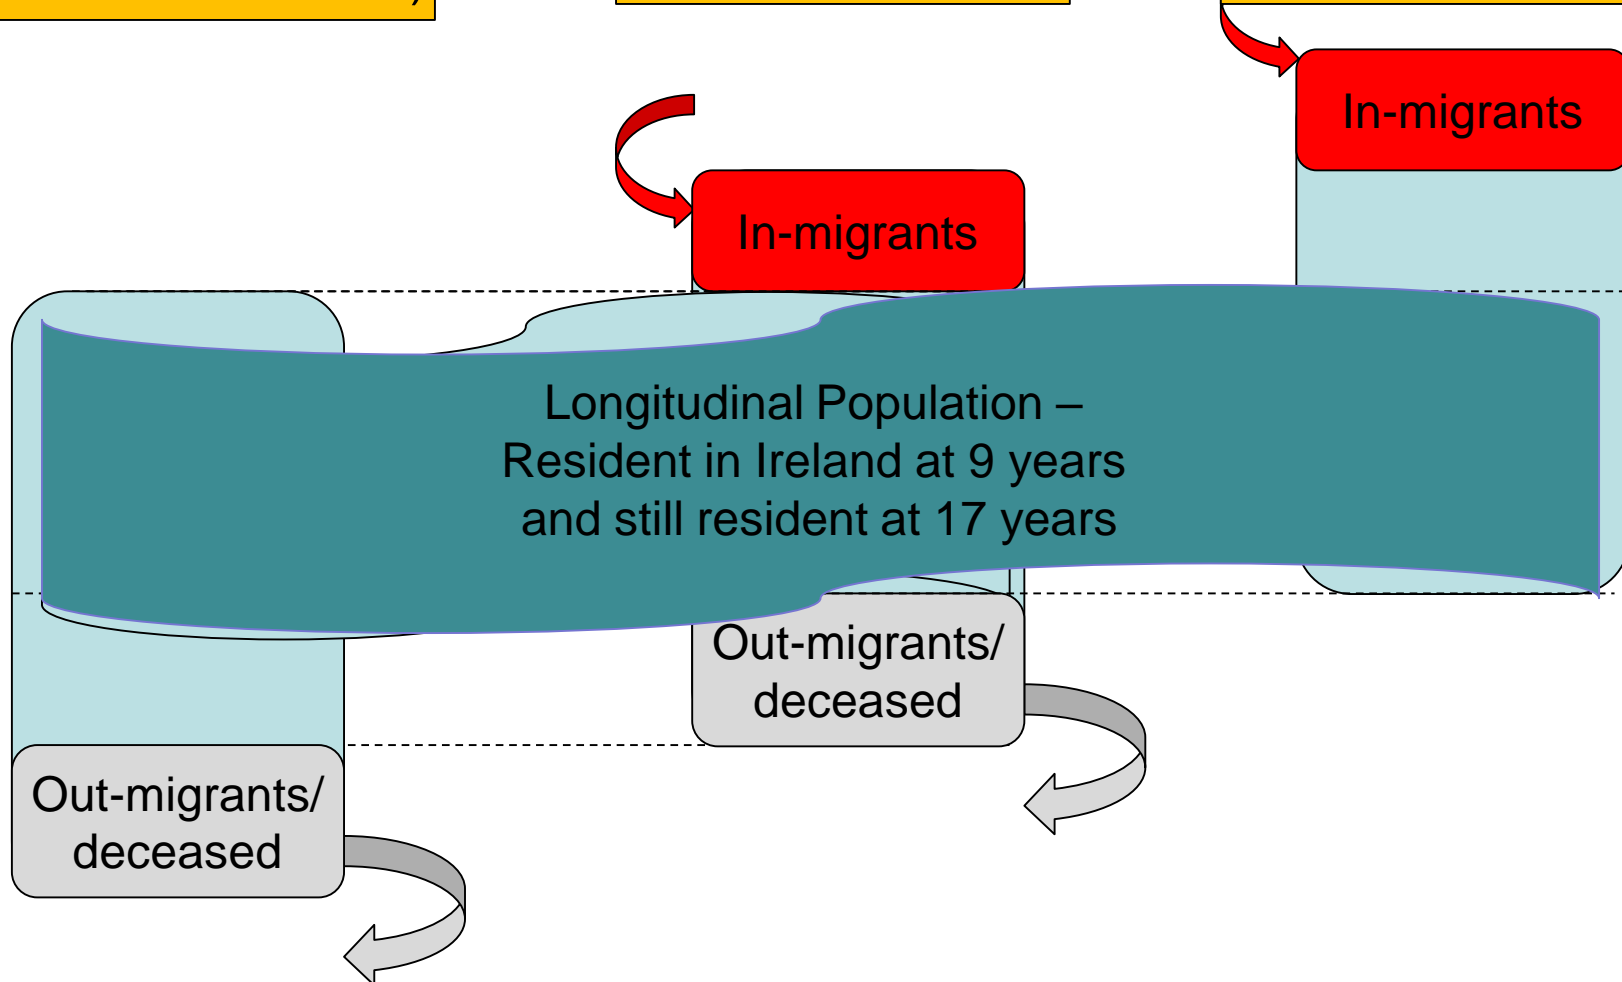 In-migrants
In-migrants
Longitudinal Population –
Resident in Ireland at 9 years
and still resident at 17 years
Out-migrants/
deceased
Out-migrants/
deceased